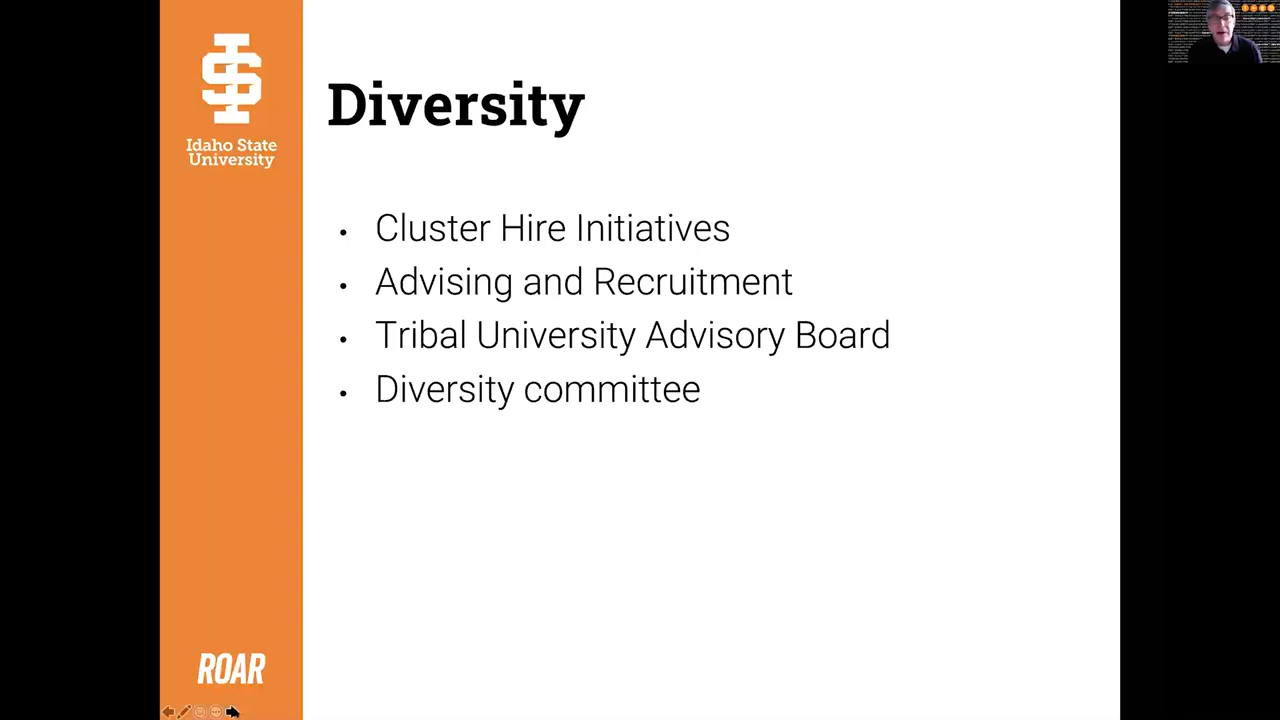 Idaho State
University
Diversity
Cluster Hire Initiatives
Advising and Recruitment
Tribal University Advisory Board
Diversity committee
ROAR